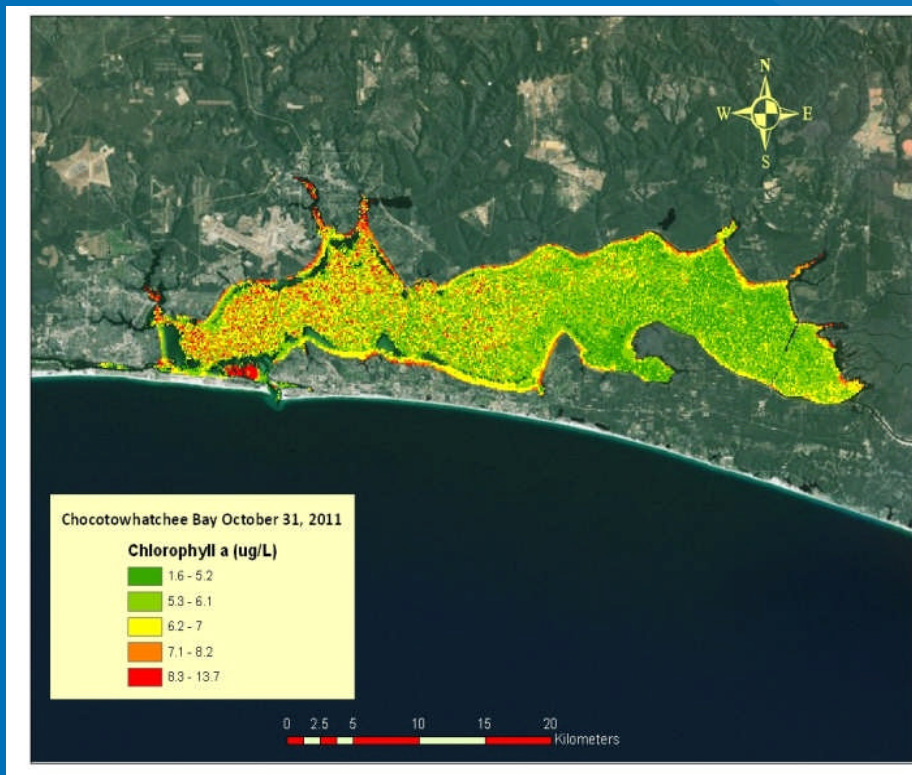 N
W E
S
Chocotowhatchee Bay October 31, 2011
Chlorophyll a (ug/L)
1.6 - 5.2
5.3 - 6.1
6.2 - 7
7.1 - 8.2
8.3 - 13.7
0 2.5 5 10 15 20
Kilometers